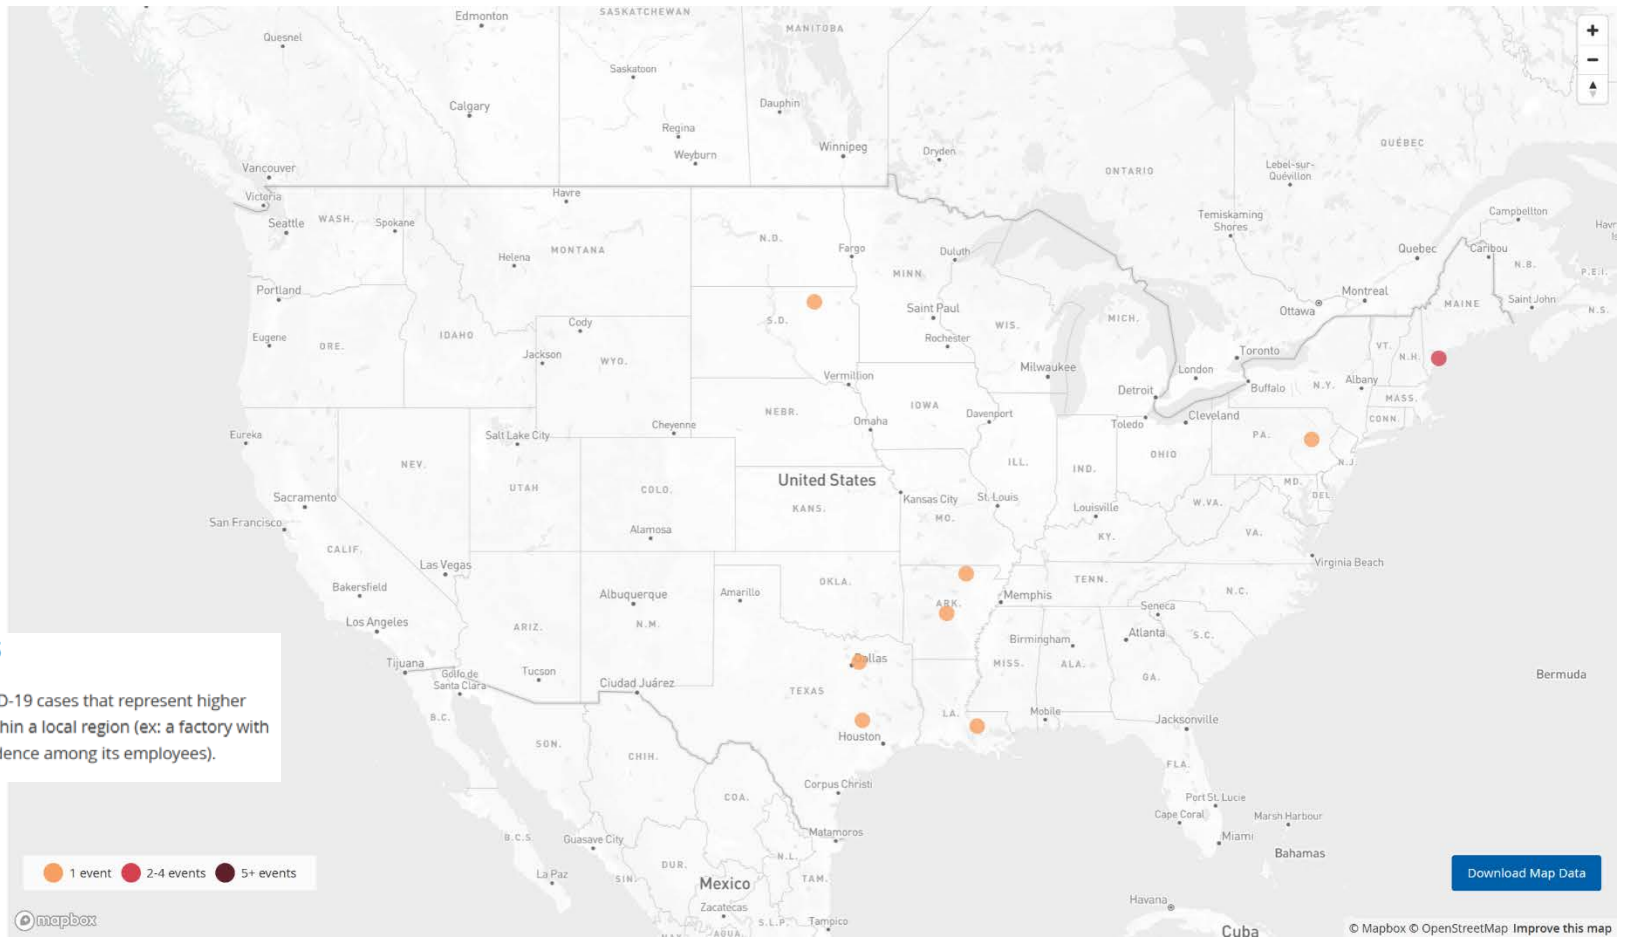 Edmonton
SASKATCHEWAN
MANITOBA
Quesnel
Saskatoon
Calgary
Dauphin
Regina
Weyburn
Winnipeg
Dryden
QUÉBEC
ONTARIO
Lebel-sur-
Quévillon
Vancouver
Victoria
Havre
Temiskaming
Shores
Campbellton
Seattle
WASH.
Spokane
N.D.
Fargo
Duluth
Quebec
Caribou
Havr
Is
Helena
MONTANA
MINN.
N.B.
P.E.I.
Portland
Saint Paul
Montreal
Ottawa
MAINE
Saint John
N.S.
Cody
S.D.
WIS.
MICH.
Eugene
ORE.
IDAHO
Jackson
WYO.
Rochester
Toronto
VT.
N.H.
Vermillion
Milwaukee
London
Detroit
Buffalo
N.Y.
Albany
MASS.
NEBR.
IOWA
Omaha
Davenport
Toledo
Cleveland
CONN.
Cheyenne
Eureka
Salt Lake City
PA.
NEV.
UTAH
COLO.
United States
ILL.
IND.
OHIO
N.J.
MD.
DEL
Sacramento
KANS.
Kansas City
St. Louis
MO.
Louisville
W.VA.
San Francisco
Alamosa
KY.
VA.
CALIF.
Las Vegas
Virginia Beach
Bakersfield
Albuquerque
Amarillo
OKLA.
ARK.
Memphis
TENN.
N.C.
Los Angeles
ARIZ.
N.M.
Seneca
Birmingham
Atlanta
S.C.
Tijuana
Golfo de
Santa Clara
Tucson
Ciudad Juárez
Dallas
TEXAS
MISS.
ALA.
GA.
Bermuda
D-19 cases that represent higher
hin a local region (ex: a factory with
dence among its employees).
B.C.
SON.
CHIH.
Houston
LA.
Mobile
Jacksonville
FLA.
COA.
Corpus Christi
Port St. Lucie
Cape Coral
Marsh Harbour
B.C.S.
Guasave City
Matamoros
Miami
Bahamas
1 event
2-4 events
5+ events
La Paz
SIN.
DUR.
N.L.
TAM.
Mexico
Download Map Data
Zacatecas
S.L.P.
Tampico
AGUA.
Havana
Cuba
mapbox
© Mapbox © OpenStreetMap Improve this map